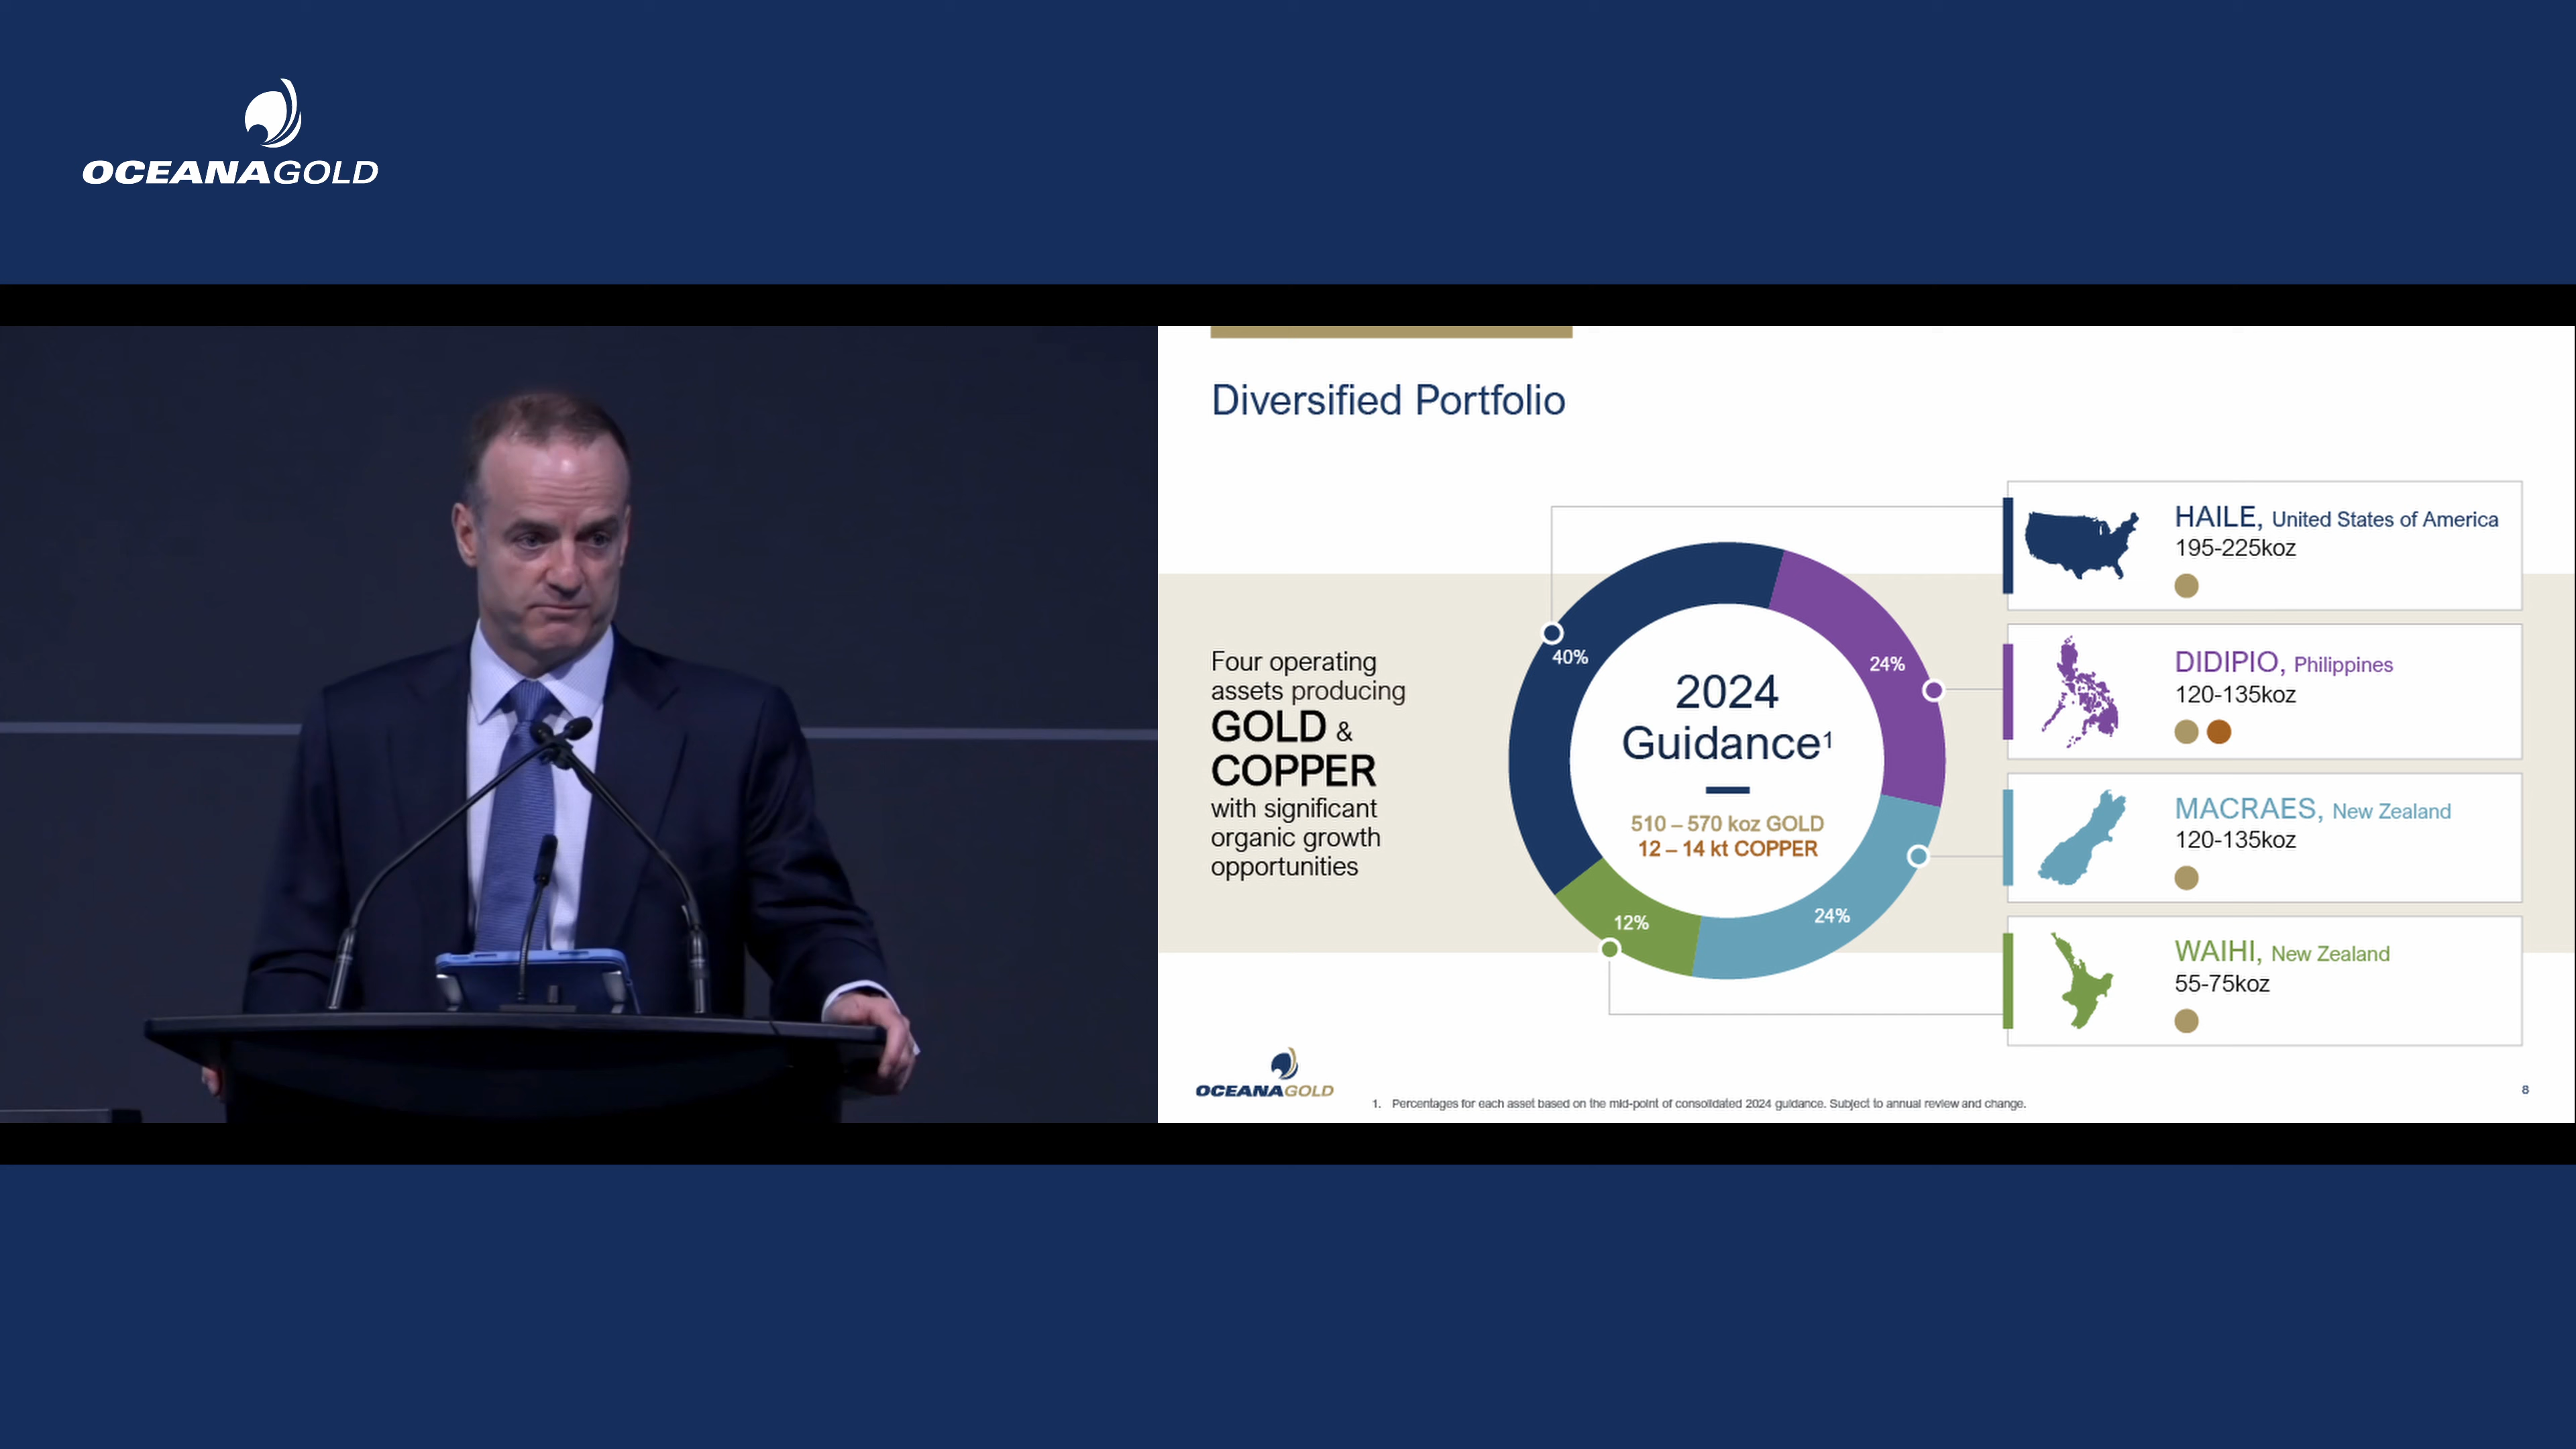 OCEANAGOLD
Diversified Portfolio
Four operating
assets producing
GOLD &
COPPER
with significant
organic growth
opportunities
40%
24%
24%
12%
2024
Guidance¹
510 – 570 koz GOLD
12 – 14 kt COPPER
HAILE, United States of America
195-225koz
DIDIPIO, Philippines
120-135koz
MACRAES, New Zealand
120-135koz
WAIHI, New Zealand
55-75koz
OCEANAGOLD
1. Percentages for each asset based on the mid-point of consolidated 2024 guidance. Subject to annual review and change.
8